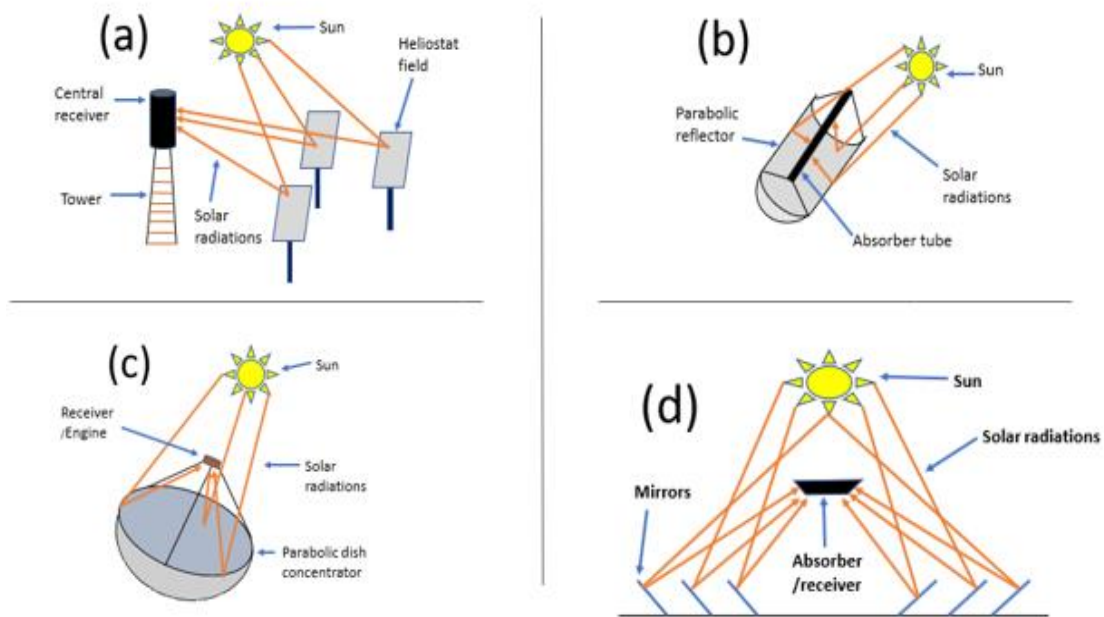 (a)
Sun
Heliostat
field
Central
receiver
Tower
Solar
radiations
(b)
Sun
Parabolic
reflector
Solar
radiations
Absorber tube
(c)
Sun
Receiver
/Engine
Solar
radiations
Parabolic dish
concentrator
(d)
Sun
Solar radiations
Mirrors
Absorber
/receiver